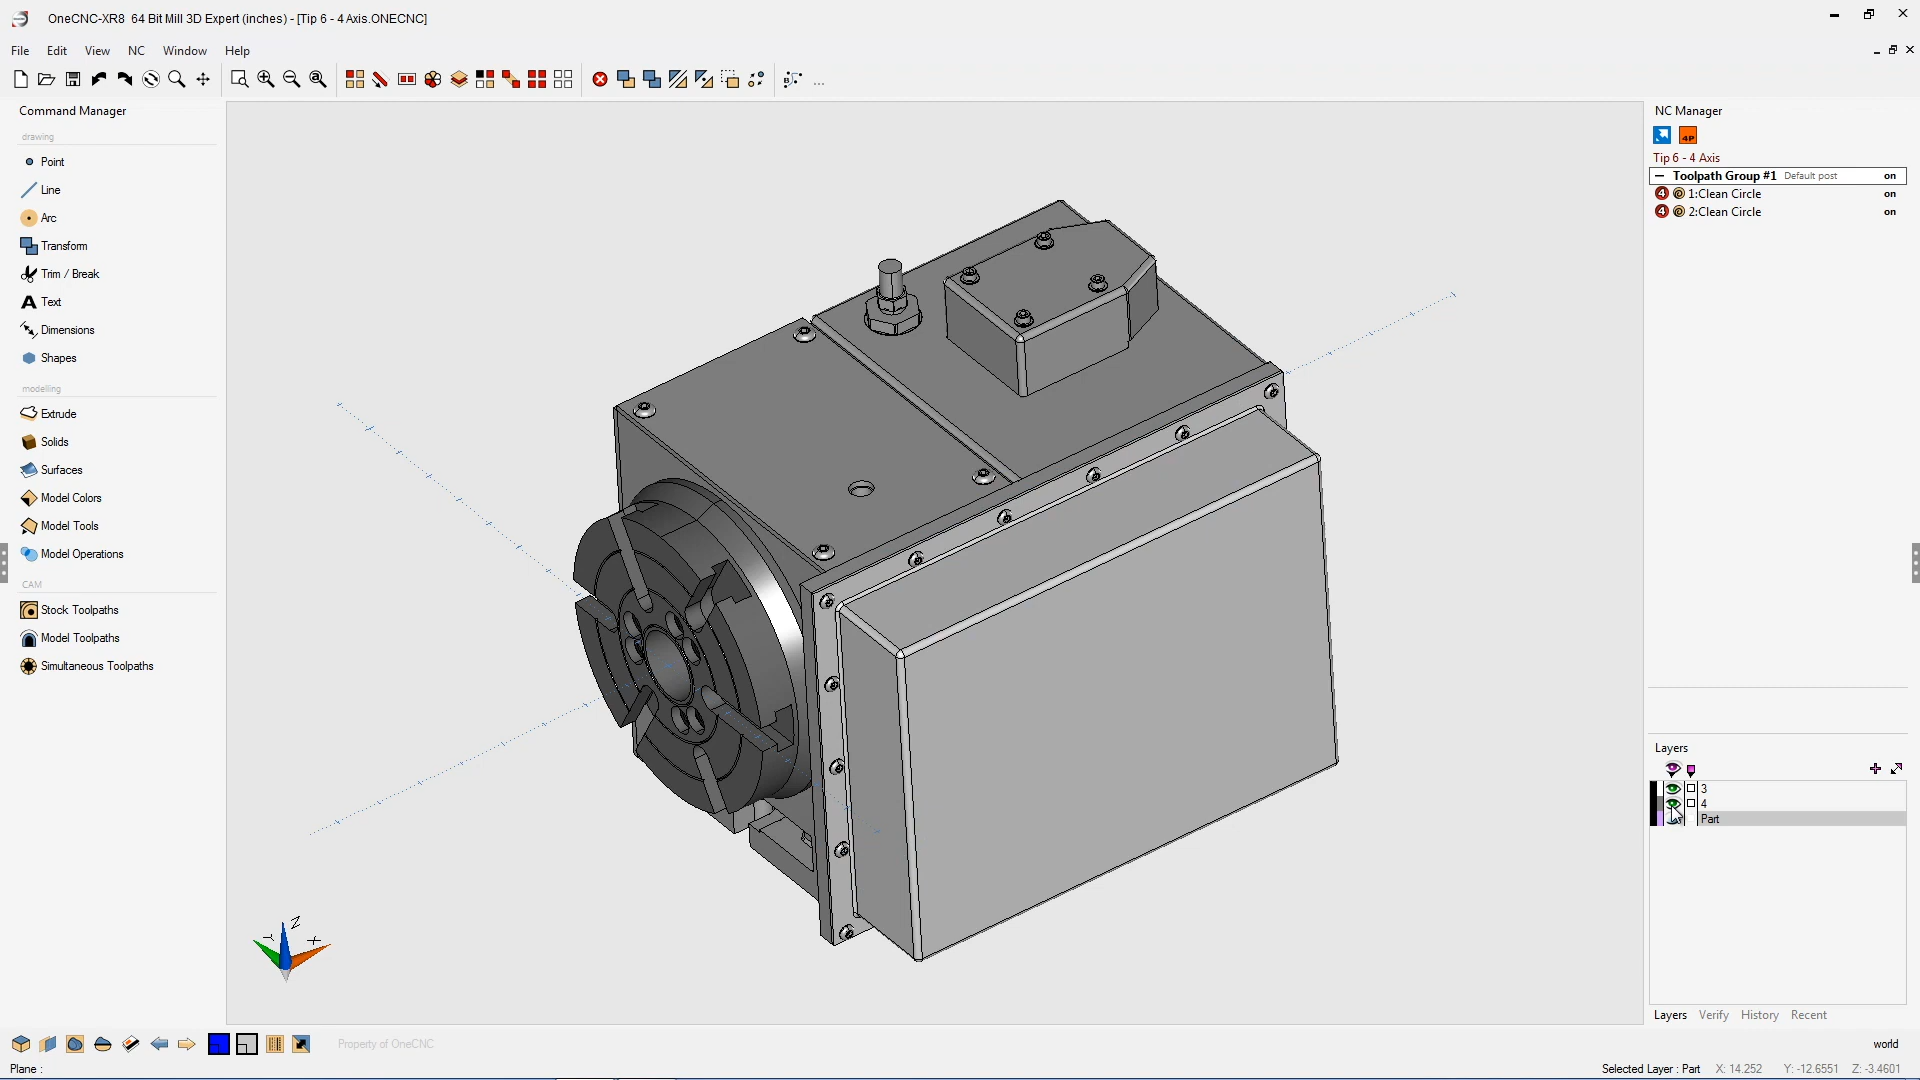 OneCNC-XR8 64 Bit Mill 3D Expert (inches) - [Tip 6 - 4 Axis.ONECNC]
File Edit View NC Window Help
...
Command Manager
drawing
Point
Line
Arc
Transform
Trim / Break
Text
Dimensions
Shapes
modelling
Extrude
Solids
Surfaces
Model Colors
Model Tools
Model Operations
CAM
Stock Toolpaths
Model Toolpaths
Simultaneous Toolpaths
NC Manager
4P
Tip 6 - 4 Axis
Toolpath Group #1 Default post on
4 1:Clean Circle on
4 2:Clean Circle on
Layers
3
4
Part
Layers Verify History Recent
Z
Y
X
Property of OneCNC
world
Plane :
Selected Layer : Part X: 14.252 Y: -12.6551 Z: -3.4601